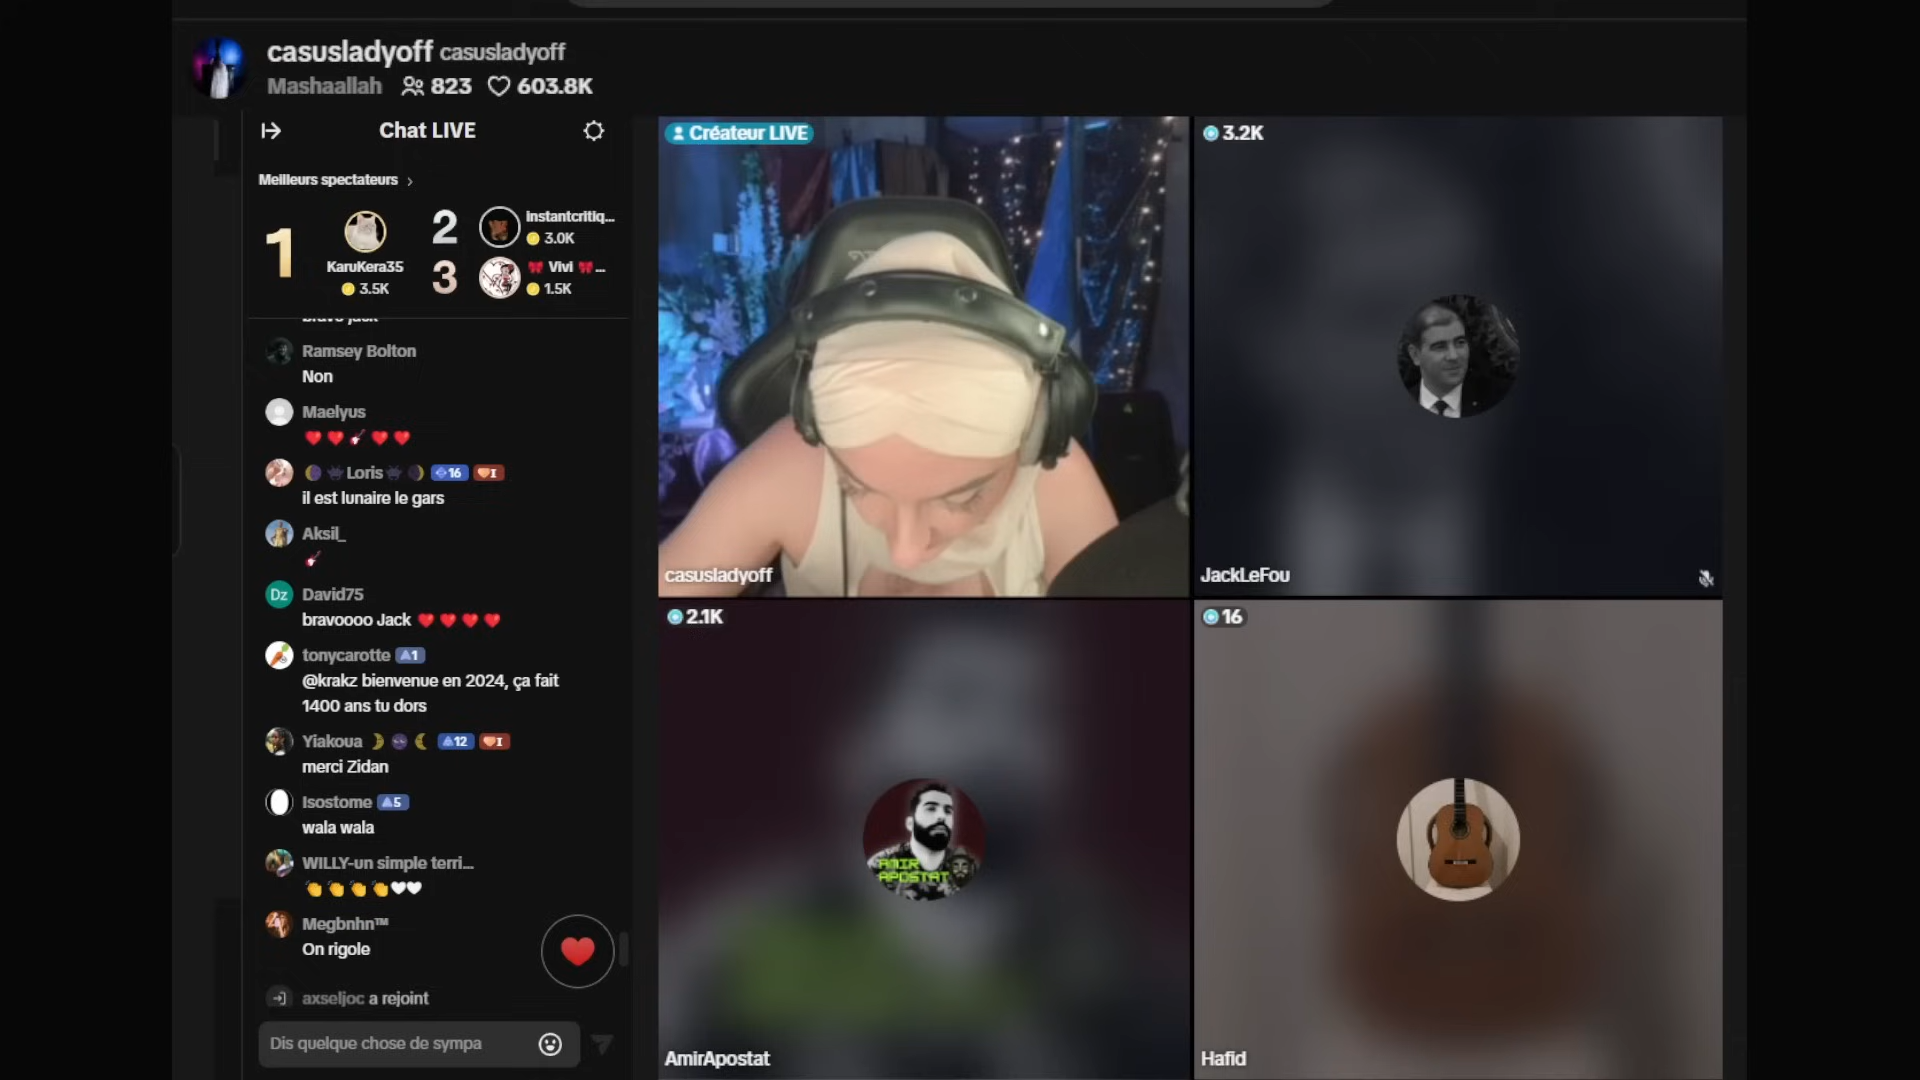 casusladyoff casusladyoff
Mashaallah 823 603.8K
Chat LIVE
Meilleurs spectateurs
1
KaruKera35
3.5K
2
instantcritiq...
3.0K
3
Vivi ...
1.5K
Ramsey Bolton
Non
Maelyus
Loris 16 I
il est lunaire le gars
Aksil_
Dz David75
bravoooo Jack
tonycarotte 1
@krakz bienvenue en 2024, ça fait
1400 ans tu dors
Yiakoua 12 I
merci Zidan
Isostome 5
wala wala
WILLY-un simple terri...
Megbnhn™
On rigole
axseljoc a rejoint
Dis quelque chose de sympa
Créateur LIVE
casusladyoff
3.2K
JackLeFou
2.1K
AMIR
APOSTAT
AmirApostat
16
Hafid